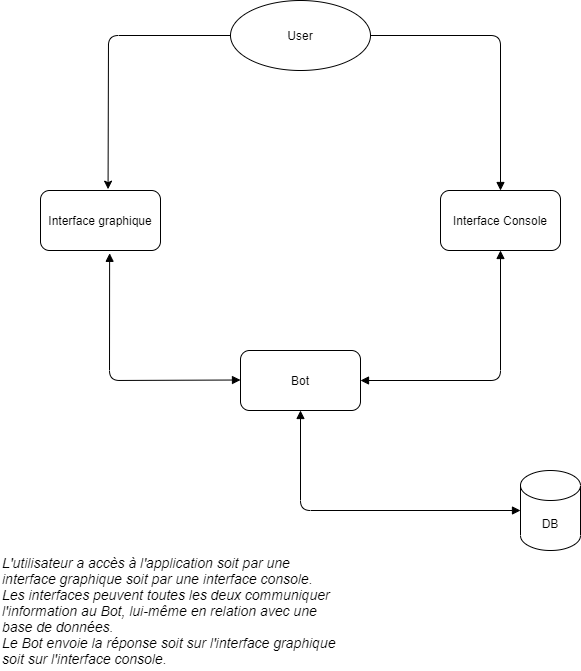 User
Interface graphique
Interface Console
Bot
DB
L'utilisateur a accès à l'application soit par une
interface graphique soit par une interface console.
Les interfaces peuvent toutes les deux communiquer
l'information au Bot, lui-même en relation avec une
base de données.
Le Bot envoie la réponse soit sur l'interface graphique
soit sur l'interface console.